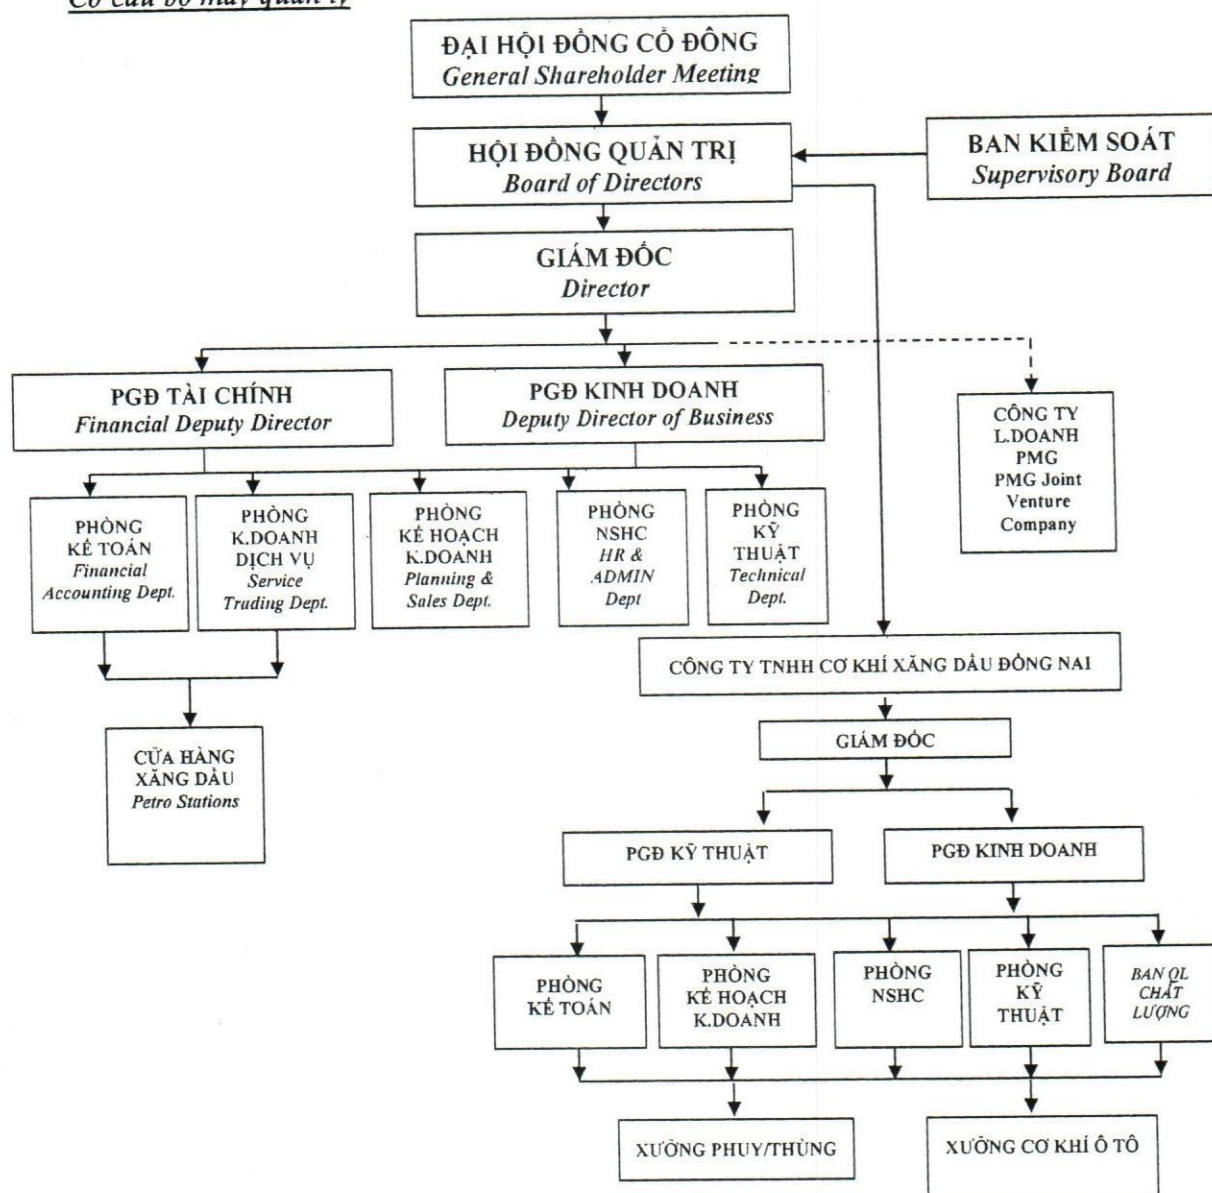 Cơ cấu bộ máy quản lý
ĐẠI HỘI ĐỒNG CỔ ĐÔNG
General Shareholder Meeting
HỘI ĐỒNG QUẢN TRỊ
Board of Directors
BAN KIỂM SOÁT
Supervisory Board
GIÁM ĐỐC
Director
PGĐ TÀI CHÍNH
Financial Deputy Director
PGĐ KINH DOANH
Deputy Director of Business
CÔNG TY
L.DOANH
PMG
PMG Joint
Venture
Company
PHÒNG
KẾ TOÁN
Financial
Accounting Dept.
PHÒNG
K.DOANH
DỊCH VỤ
Service
Trading Dept.
PHÒNG
KẾ HOẠCH
K.DOANH
Planning &
Sales Dept.
PHÒNG
NSHC
HR &
ADMIN
Dept
PHÒNG
KỸ
THUẬT
Technical
Dept.
CÔNG TY TNHH CƠ KHÍ XĂNG DẦU ĐỒNG NAI
CỬA HÀNG
XĂNG DẦU
Petro Stations
GIÁM ĐỐC
PGĐ KỸ THUẬT
PGĐ KINH DOANH
PHÒNG
KẾ TOÁN
PHÒNG
KẾ HOẠCH
K.DOANH
PHÒNG
NSHC
PHÒNG
KỸ
THUẬT
BAN QL
CHẤT
LƯỢNG
XƯỞNG PHUY/THÙNG
XƯỞNG CƠ KHÍ Ô TÔ